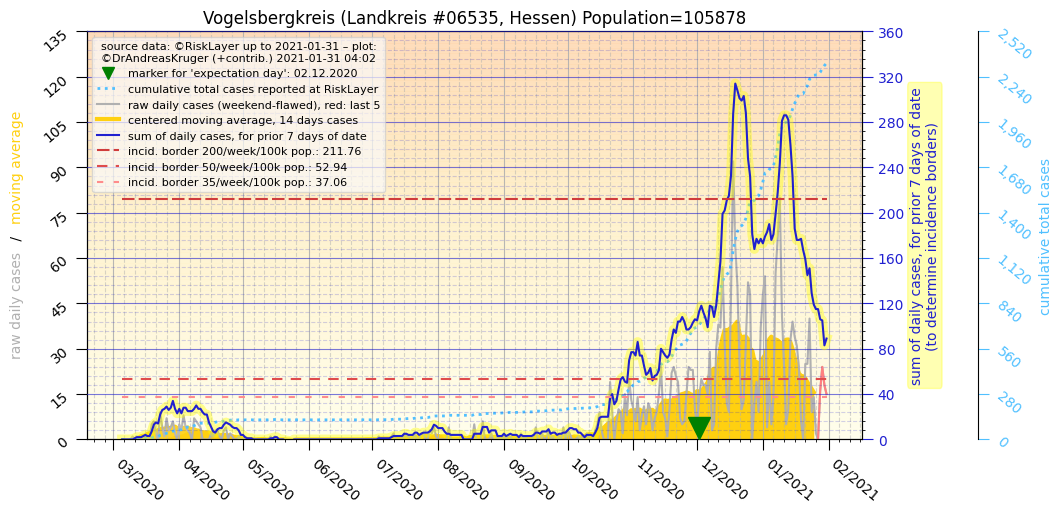 Vogelsbergkreis (Landkreis #06535, Hessen) Population=105878
source data: ©RiskLayer up to 2021-01-31 – plot:
©DrAndreasKruger (+contrib.) 2021-01-31 04:02
marker for 'expectation day': 02.12.2020
cumulative total cases reported at RiskLayer
raw daily cases (weekend-flawed), red: last 5
centered moving average, 14 days cases
sum of daily cases, for prior 7 days of date
incid. border 200/week/100k pop.: 211.76
incid. border 50/week/100k pop.: 52.94
incid. border 35/week/100k pop.: 37.06
raw daily cases / moving average
135
120
105
90
75
60
45
30
15
0
360
320
280
240
200
160
120
80
40
0
sum of daily cases, for prior 7 days of date
(to determine incidence borders)
2,520
2,240
1,960
1,680
1,400
1,120
840
560
280
0
cumulative total cases
03/2020
04/2020
05/2020
06/2020
07/2020
08/2020
09/2020
10/2020
11/2020
12/2020
01/2021
02/2021